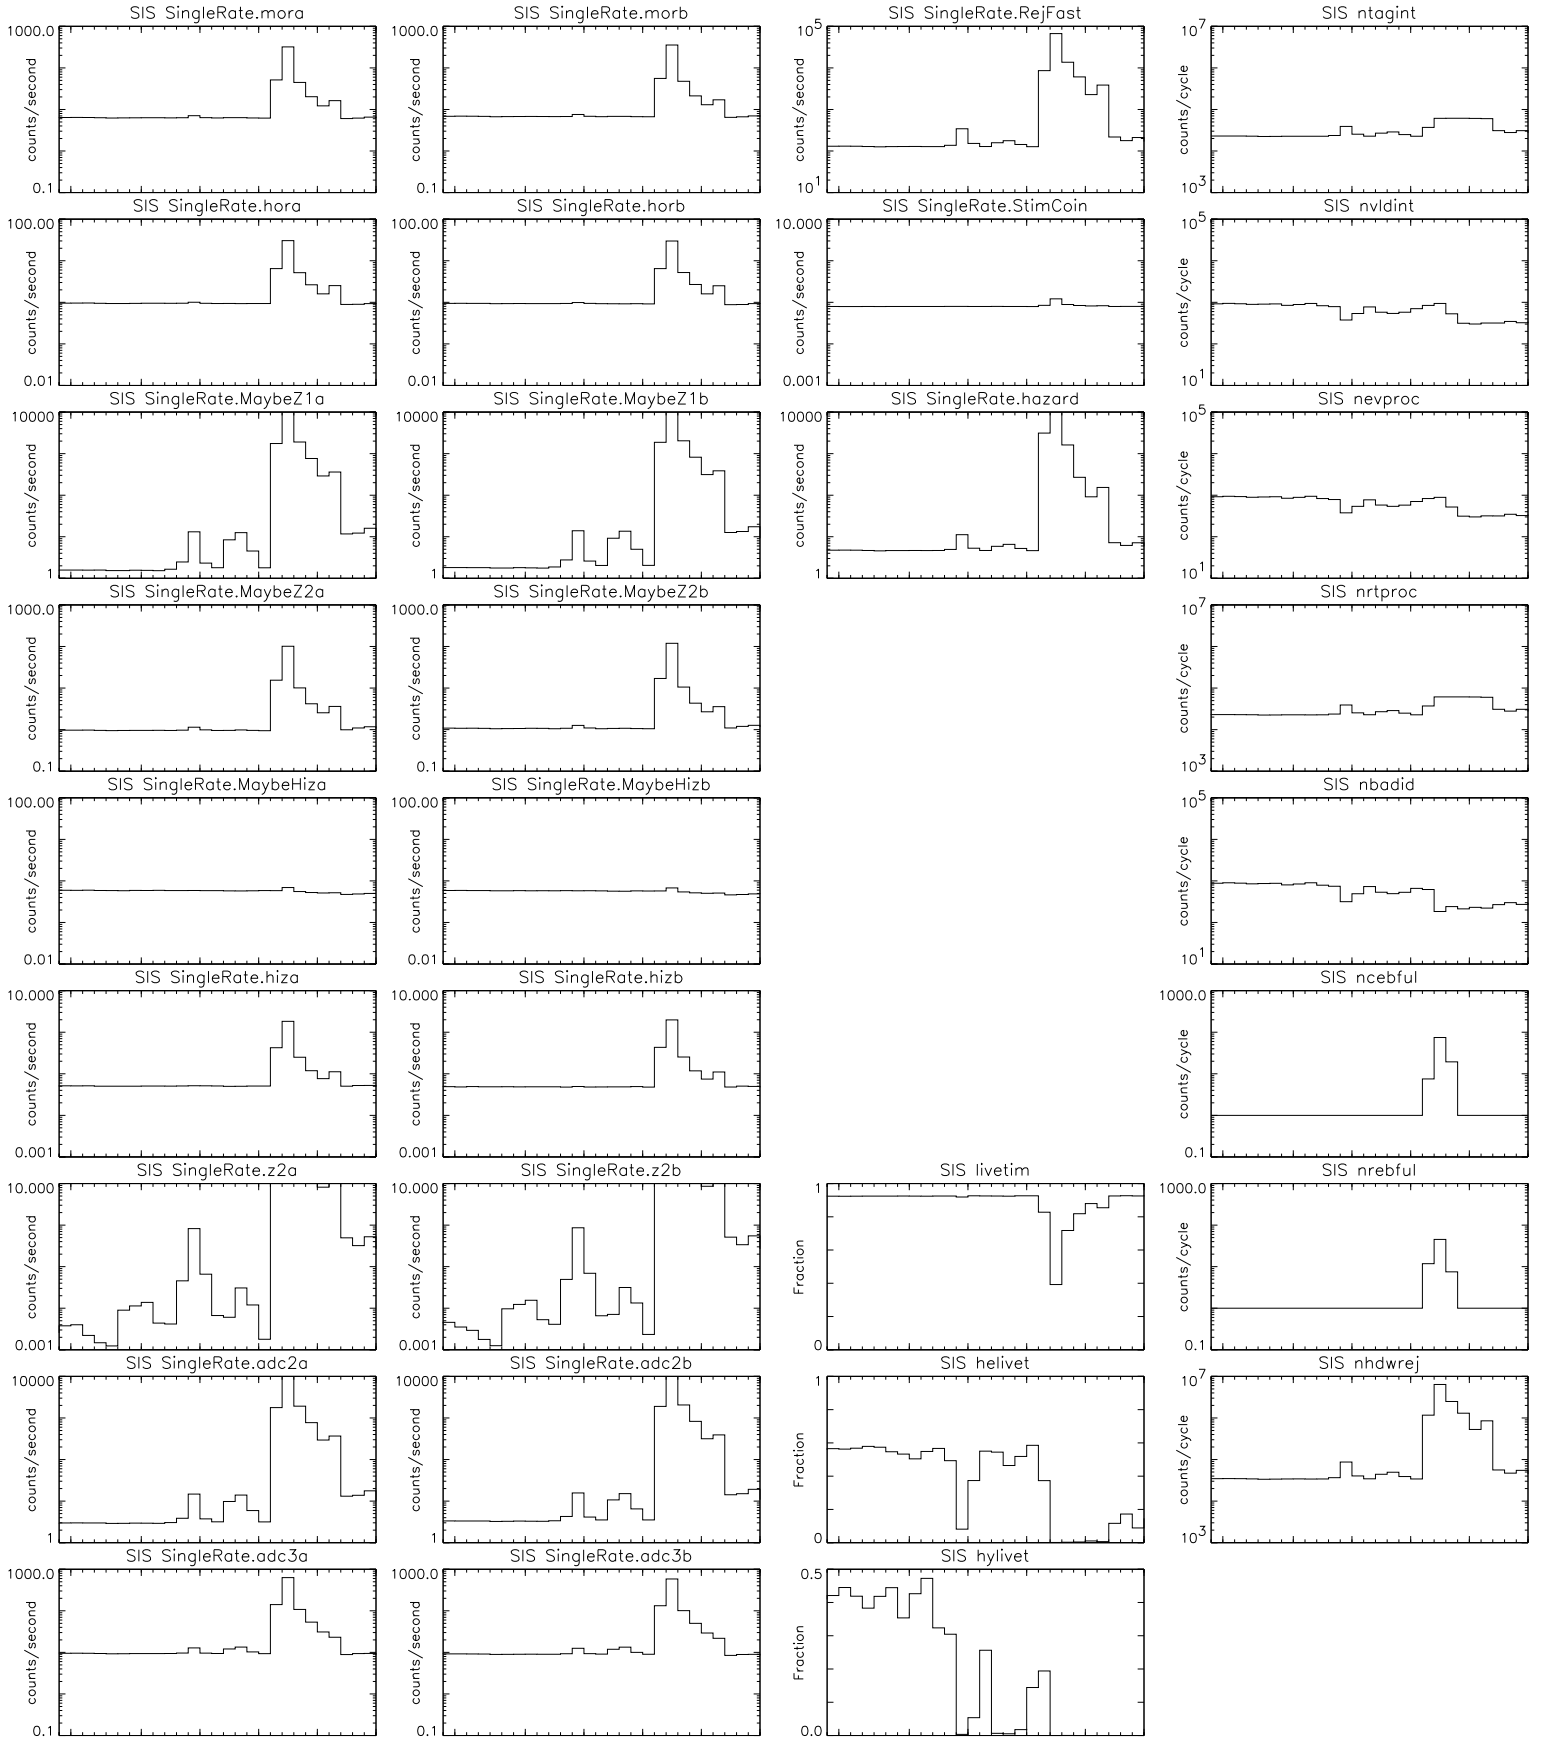 SIS SingleRate.mora
1000.0
counts/second
0.1
SIS SingleRate.morb
1000.0
counts/second
0.1
SIS SingleRate.RejFast
10^5
counts/second
10^1
SIS ntagint
10^7
counts/cycle
10^3
SIS SingleRate.hora
100.00
counts/second
0.01
SIS SingleRate.horb
100.00
counts/second
0.01
SIS SingleRate.StimCoin
10.000
counts/second
0.001
SIS nvldint
10^5
counts/cycle
10^1
SIS SingleRate.MaybeZ1a
10000
counts/second
1
SIS SingleRate.MaybeZ1b
10000
counts/second
1
SIS SingleRate.hazard
10000
counts/second
1
SIS nevproc
10^5
counts/cycle
10^1
SIS SingleRate.MaybeZ2a
1000.0
counts/second
0.1
SIS SingleRate.MaybeZ2b
1000.0
counts/second
0.1
SIS nrtproc
10^7
counts/cycle
10^3
SIS SingleRate.MaybeHiza
100.00
counts/second
0.01
SIS SingleRate.MaybeHizb
100.00
counts/second
0.01
SIS nbadid
10^5
counts/cycle
10^1
SIS SingleRate.hiza
10.000
counts/second
0.001
SIS SingleRate.hizb
10.000
counts/second
0.001
SIS ncebful
1000.0
counts/cycle
0.1
SIS SingleRate.z2a
10.000
counts/second
0.001
SIS SingleRate.z2b
10.000
counts/second
0.001
SIS livetim
1
Fraction
0
SIS nrebful
1000.0
counts/cycle
0.1
SIS SingleRate.adc2a
10000
counts/second
1
SIS SingleRate.adc2b
10000
counts/second
1
SIS helivet
1
Fraction
0
SIS nhdwrej
10^7
counts/cycle
10^3
SIS SingleRate.adc3a
1000.0
counts/second
0.1
SIS SingleRate.adc3b
1000.0
counts/second
0.1
SIS hylivet
0.5
Fraction
0.0